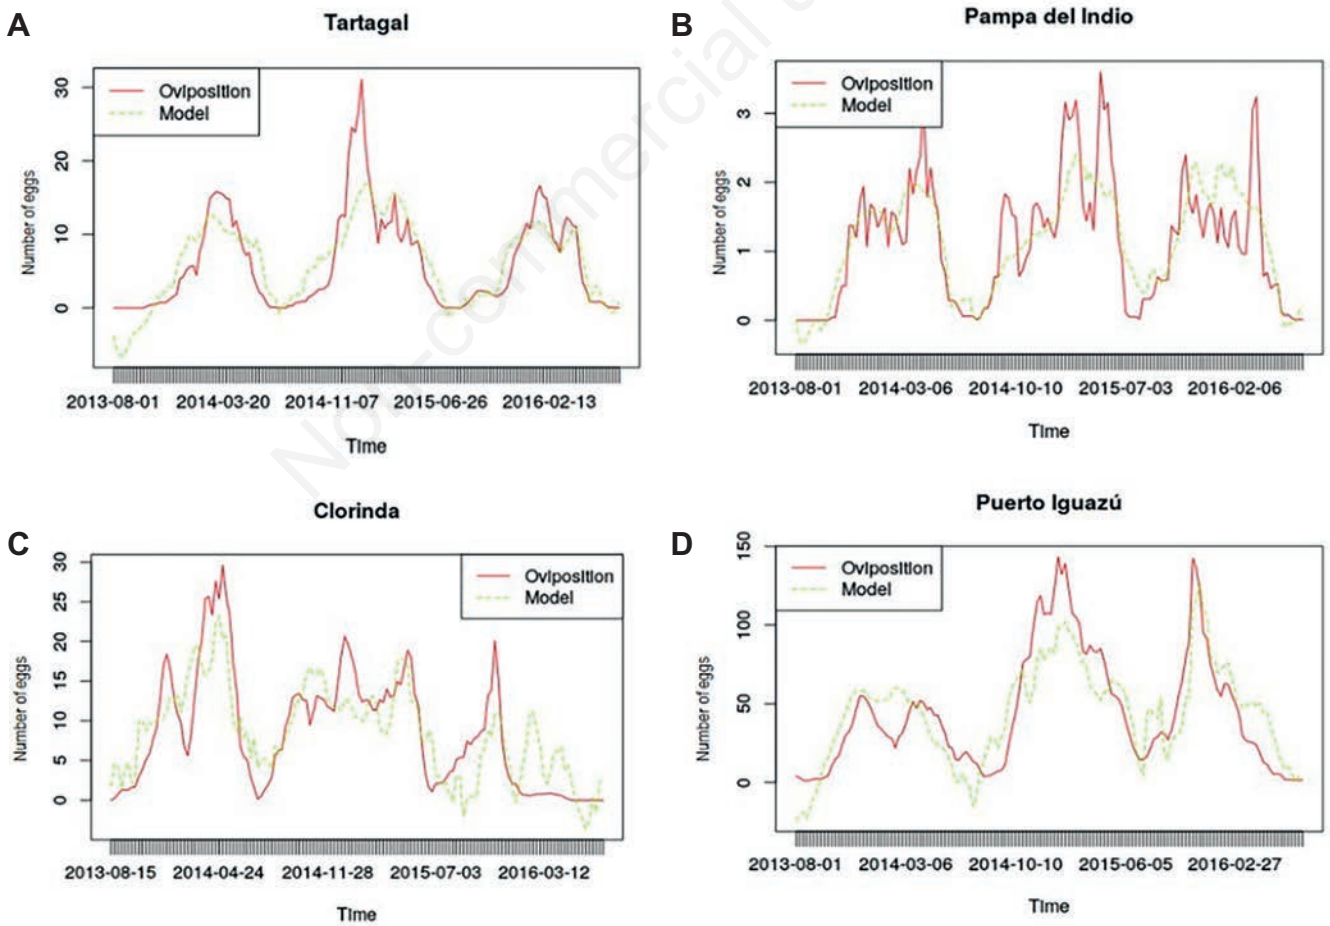 A
Tartagal
Oviposition
Model
Number of eggs
30
20
10
0
2013-08-01 2014-03-20 2014-11-07 2015-06-26 2016-02-13
Time
B
Pampa del Indio
Oviposition
Model
Number of eggs
3
2
1
0
2013-08-01 2014-03-06 2014-10-10 2015-07-03 2016-02-06
Time
C
Clorinda
Oviposition
Model
Number of eggs
30
25
20
15
10
5
0
2013-08-15 2014-04-24 2014-11-28 2015-07-03 2016-03-12
Time
D
Puerto Iguazú
Oviposition
Model
Number of eggs
150
100
50
0
2013-08-01 2014-03-06 2014-10-10 2015-06-05 2016-02-27
Time
Non-commercial